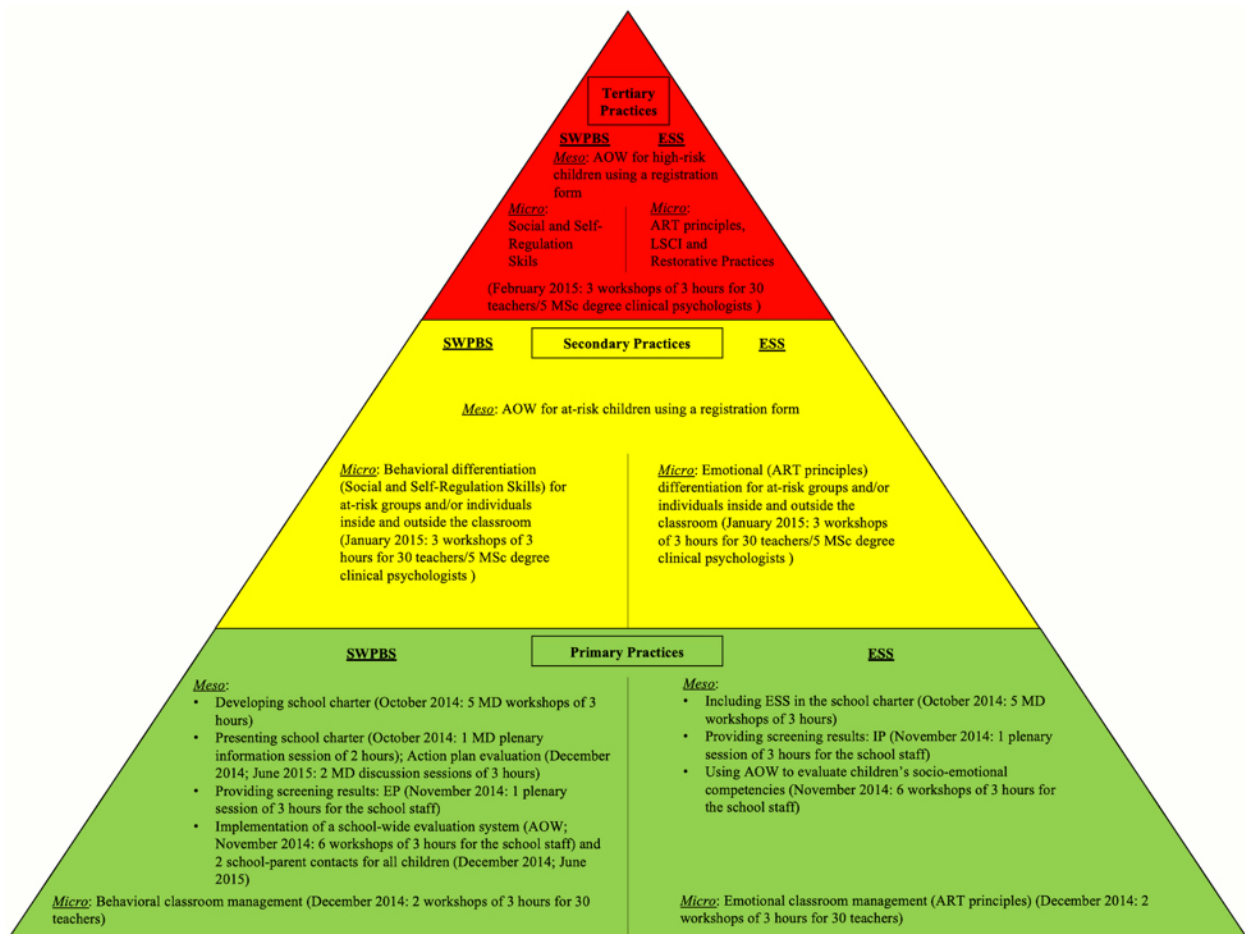 Tertiary
Practices
SWPBS ESS
Meso: AOW for high-risk
children using a registration
form
Micro:
Social and Self-
Regulation
Skils
Micro:
ART principles,
LSCI and
Restorative Practices
(February 2015: 3 workshops of 3 hours for 30
teachers/5 MSc degree clinical psychologists )
SWPBS Secondary Practices ESS
Meso: AOW for at-risk children using a registration form
Micro: Behavioral differentiation
(Social and Self-Regulation Skills) for
at-risk groups and/or individuals
inside and outside the classroom
(January 2015: 3 workshops of 3
hours for 30 teachers/5 MSc degree
clinical psychologists )
Micro: Emotional (ART principles)
differentiation for at-risk groups and/or
individuals inside and outside the
classroom (January 2015: 3 workshops
of 3 hours for 30 teachers/5 MSc degree
clinical psychologists )
SWPBS Primary Practices ESS
Meso:
• Developing school charter (October 2014: 5 MD workshops of 3
hours)
• Presenting school charter (October 2014: 1 MD plenary
information session of 2 hours); Action plan evaluation (December
2014; June 2015: 2 MD discussion sessions of 3 hours)
• Providing screening results: EP (November 2014: 1 plenary
session of 3 hours for the school staff)
• Implementation of a school-wide evaluation system (AOW;
November 2014: 6 workshops of 3 hours for the school staff) and
2 school-parent contacts for all children (December 2014; June
2015)
Micro: Behavioral classroom management (December 2014: 2 workshops of 3 hours for 30
teachers)
Meso:
• Including ESS in the school charter (October 2014: 5 MD
workshops of 3 hours)
• Providing screening results: IP (November 2014: 1 plenary
session of 3 hours for the school staff)
• Using AOW to evaluate children's socio-emotional
competencies (November 2014: 6 workshops of 3 hours for
the school staff)
Micro: Emotional classroom management (ART principles) (December 2014: 2
workshops of 3 hours for 30 teachers)